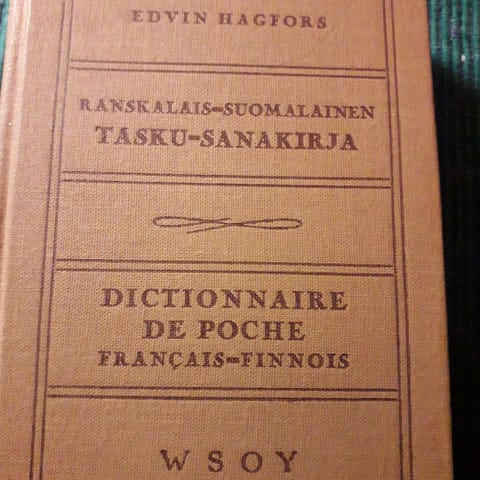 EDVIN HAGFORS
RANSKALAIS=SUOMALAINEN
TASKU=SANAKIRJA
DICTIONNAIRE
DE POCHE
FRANÇAIS=FINNOIS
WSOY